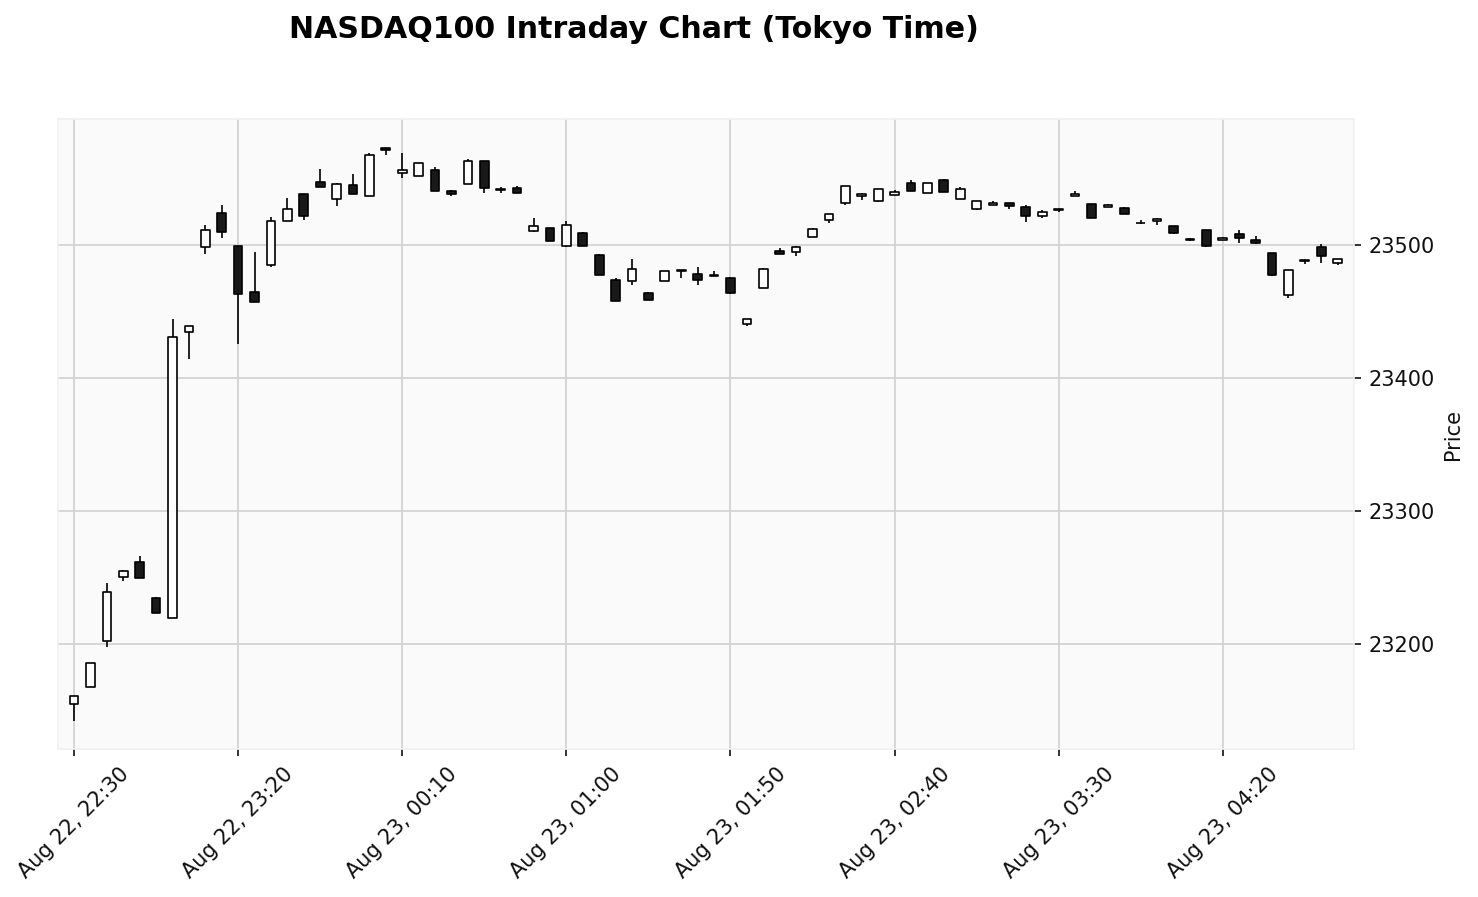 NASDAQ100 Intraday Chart (Tokyo Time)
23500
23400
23300
23200
Price
Aug 22, 22:30
Aug 22, 23:20
Aug 23, 00:10
Aug 23, 01:00
Aug 23, 01:50
Aug 23, 02:40
Aug 23, 03:30
Aug 23, 04:20